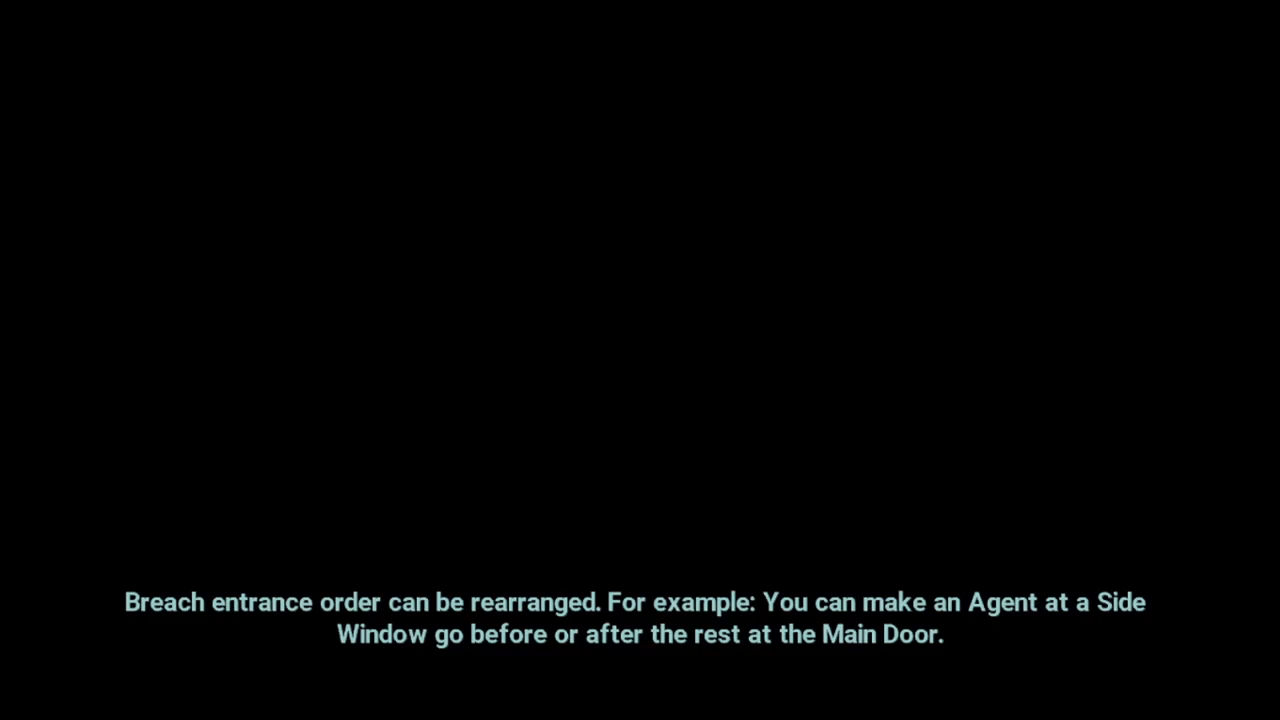 Breach entrance order can be rearranged. For example: You can make an Agent at a Side
Window go before or after the rest at the Main Door.